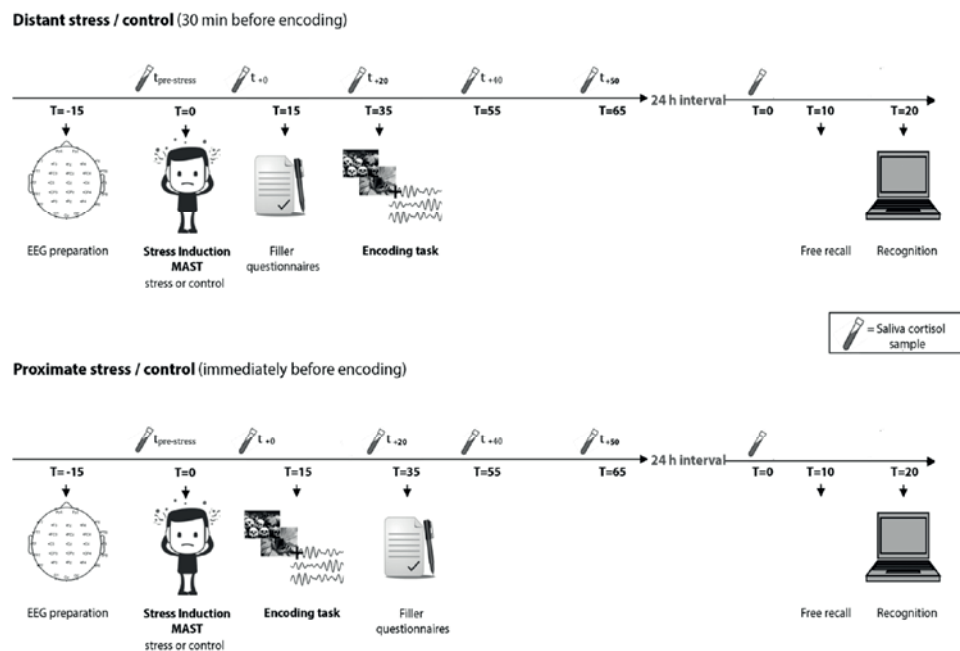 Distant stress / control (30 min before encoding)
tpre-stress t +0 t +20 t +40 t +50
24 h interval
T= -15 T=0 T=15 T=35 T=55 T=65 T=0 T=10 T=20
EEG preparation Stress Induction Filler Encoding task Free recall Recognition
MAST questionnaires
stress or control
= Saliva cortisol
sample
Proximate stress / control (immediately before encoding)
tpre-stress t +0 t +20 t +40 t +50
24 h interval
T= -15 T=0 T=15 T=35 T=55 T=65 T=0 T=10 T=20
EEG preparation Stress Induction Encoding task Filler Free recall Recognition
MAST questionnaires
stress or control